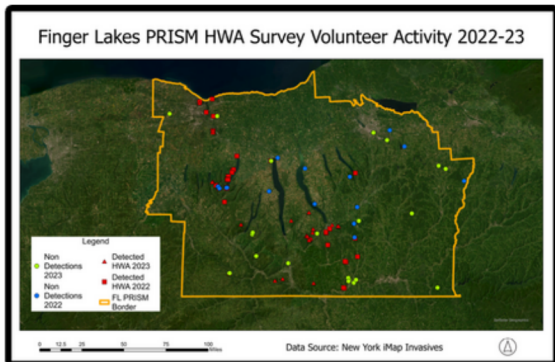 Finger Lakes PRISM HWA Survey Volunteer Activity 2022-23
Legend
Non
Detections
2023
Detected
HWA 2023
Non
Detections
2022
Detected
HWA 2022
FL PRISM
Border
0 12.5 25 50 75 100
Miles
Data Source: New York iMap Invasives